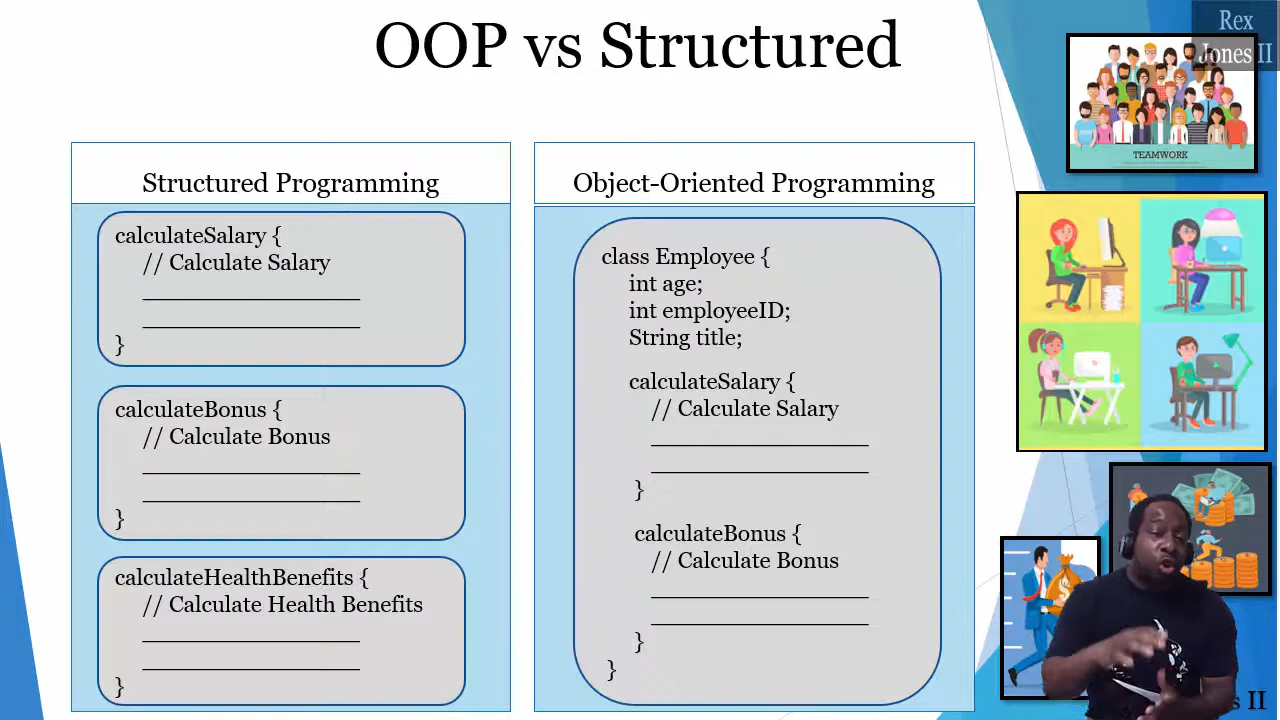 OOP vs Structured
Rex
Jones II
TEAMWORK
Structured Programming
calculateSalary {
// Calculate Salary
}
calculateBonus {
// Calculate Bonus
}
calculateHealthBenefits {
// Calculate Health Benefits
}
Object-Oriented Programming
class Employee {
int age;
int employeeID;
String title;
calculateSalary {
// Calculate Salary
}
calculateBonus {
// Calculate Bonus
}
}
II